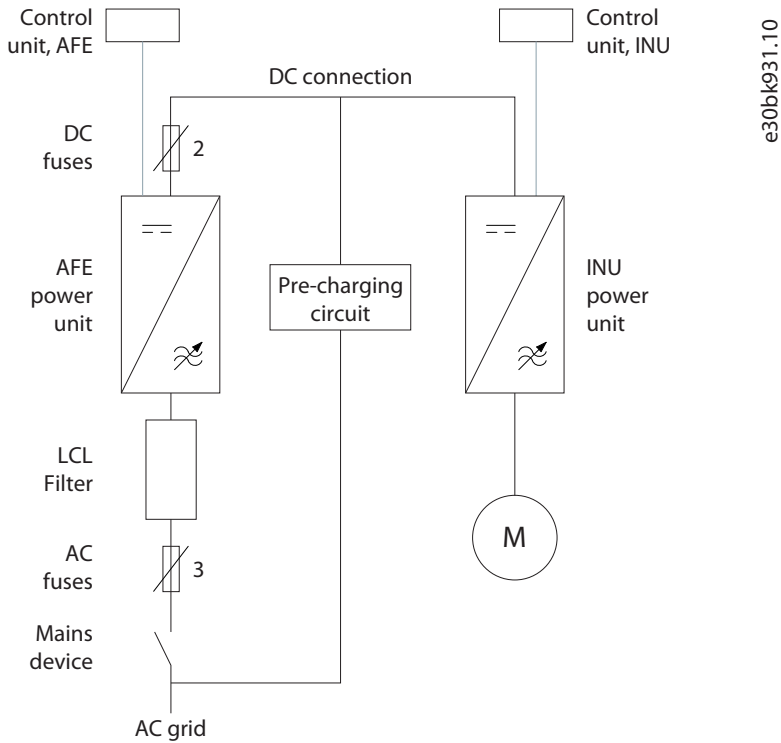 Control
unit, AFE
Control
unit, INU
e30bk931.10
DC connection
DC
fuses
2
AFE
power
unit
Pre-charging
circuit
INU
power
unit
LCL
Filter
M
AC
fuses
3
Mains
device
AC grid